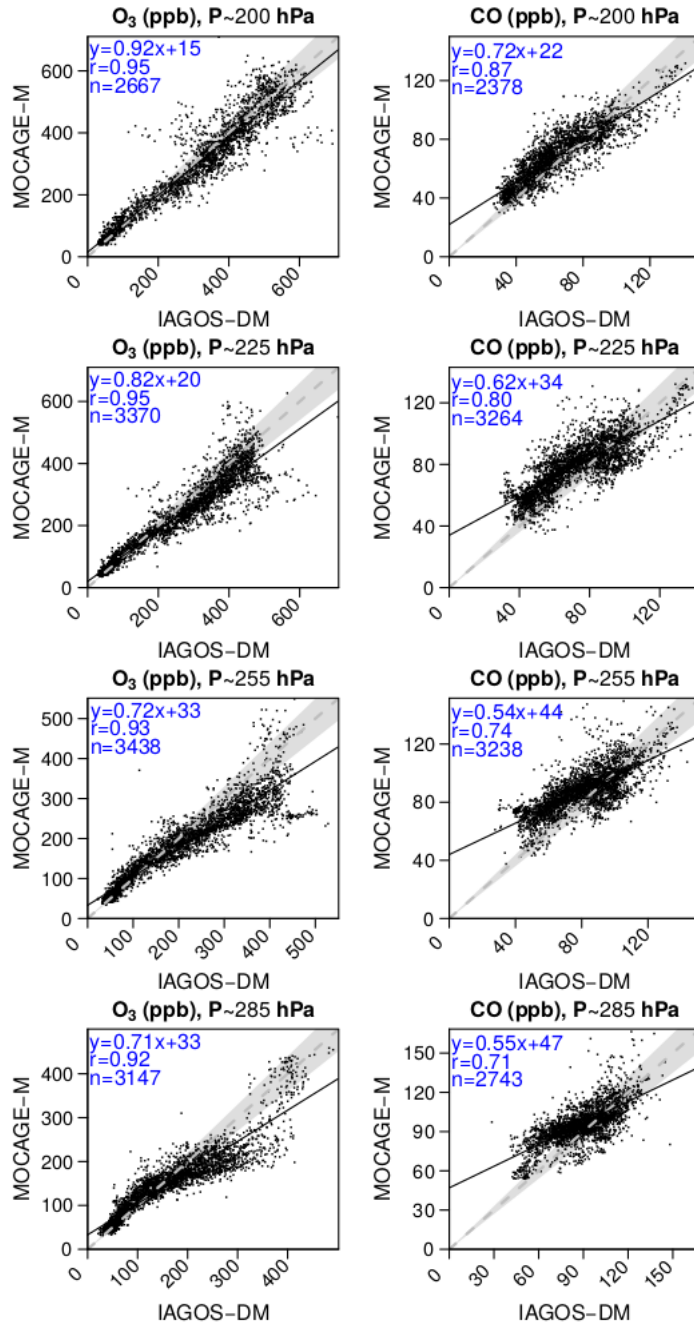 O3 (ppb), P~200 hPa
y=0.92x+15
r=0.95
n=2667
MOCAGE-M
600
400
200
0
0 200 400 600
IAGOS-DM
CO (ppb), P~200 hPa
y=0.72x+22
r=0.87
n=2378
MOCAGE-M
120
80
40
0
0 40 80 120
IAGOS-DM
O3 (ppb), P~225 hPa
y=0.82x+20
r=0.95
n=3370
MOCAGE-M
600
400
200
0
0 200 400 600
IAGOS-DM
CO (ppb), P~225 hPa
y=0.62x+34
r=0.80
n=3264
MOCAGE-M
120
80
40
0
0 40 80 120
IAGOS-DM
O3 (ppb), P~255 hPa
y=0.72x+33
r=0.93
n=3438
MOCAGE-M
500
400
300
200
100
0
0 100 200 300 400 500
IAGOS-DM
CO (ppb), P~255 hPa
y=0.54x+44
r=0.74
n=3238
MOCAGE-M
120
80
40
0
0 40 80 120
IAGOS-DM
O3 (ppb), P~285 hPa
y=0.71x+33
r=0.92
n=3147
MOCAGE-M
400
300
200
100
0
0 100 200 300 400
IAGOS-DM
CO (ppb), P~285 hPa
y=0.55x+47
r=0.71
n=2743
MOCAGE-M
150
120
90
60
30
0
0 30 60 90 120 150
IAGOS-DM